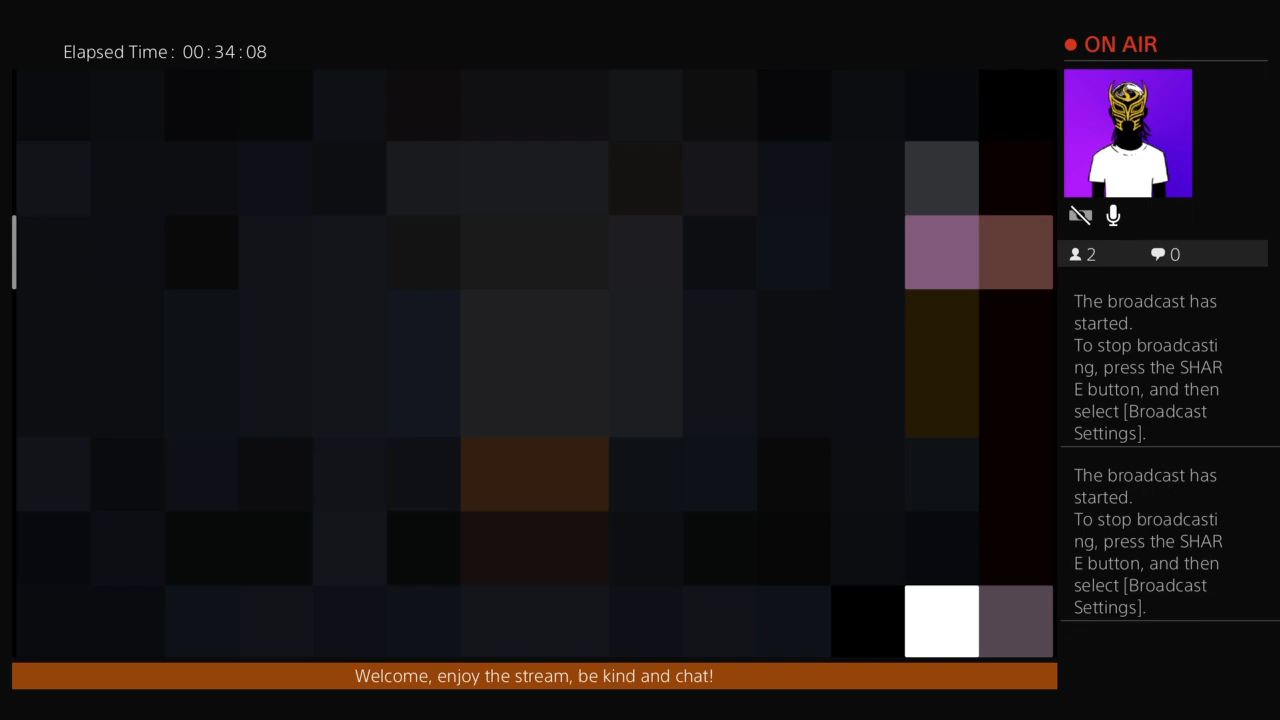 Elapsed Time: 00:34:08
ON AIR
2 0
The broadcast has
started.
To stop broadcasti
ng, press the SHAR
E button, and then
select [Broadcast
Settings].
The broadcast has
started.
To stop broadcasti
ng, press the SHAR
E button, and then
select [Broadcast
Settings].
Welcome, enjoy the stream, be kind and chat!